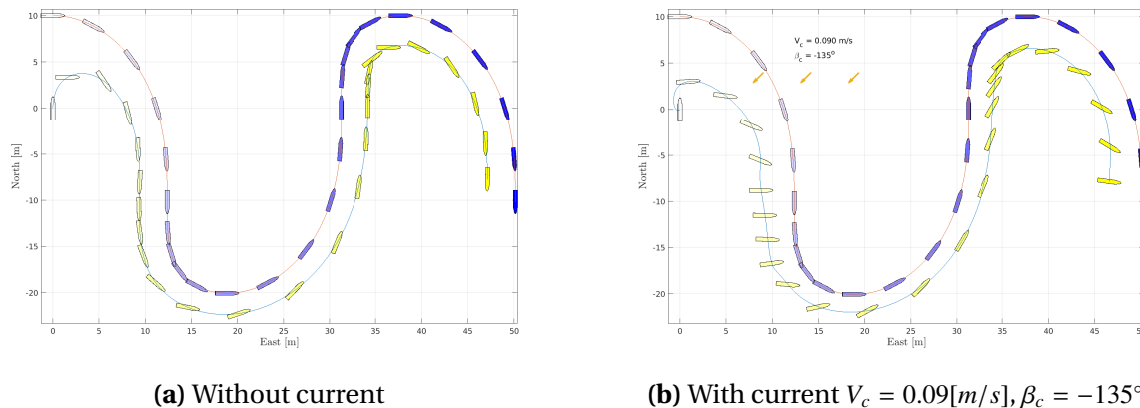 10
5
0
-5
-10
-15
-20
North [m]
0 5 10 15 20 25 30 35 40 45 50
East [m]
(a) Without current
10
5
0
-5
-10
-15
-20
North [m]
V_c = 0.090 m/s
β_c = -135°
0 5 10 15 20 25 30 35 40 45 50
East [m]
(b) With current V_c = 0.09[m/s], β_c = −135°